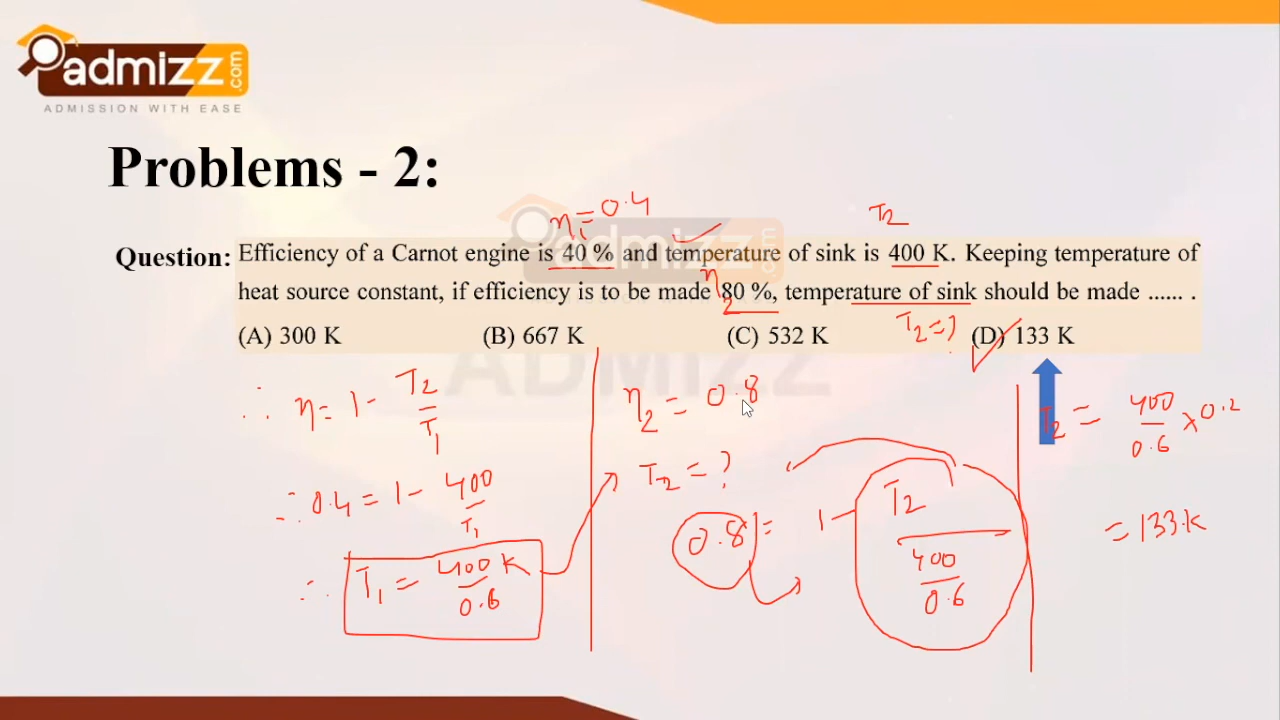 admizz.com
ADMISSION WITH EASE
Problems - 2:
η₁ = 0.4
T₂
Question: Efficiency of a Carnot engine is 40 % and temperature of sink is 400 K. Keeping temperature of
η₂
heat source constant, if efficiency is to be made 80 %, temperature of sink should be made ...... .
T₂ = ?
(A) 300 K (B) 667 K (C) 532 K (D) 133 K
admizz.com
ADMIZZ
∴ η = 1 - T₂/T₁
∴ 0.4 = 1 - 400/T₁
∴ T₁ = 400 K/0.6
η₂ = 0.8
T₂ = ?
0.8 = 1 - T₂/(400/0.6)
T₂ = 400/0.6 × 0.2
= 133 K